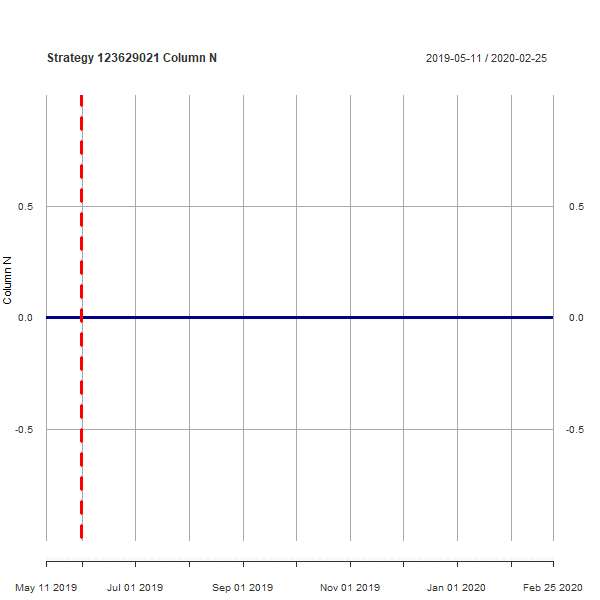 Strategy 123629021 Column N
2019-05-11 / 2020-02-25
Column N
0.5
0.5
0.0
0.0
-0.5
-0.5
May 11 2019
Jul 01 2019
Sep 01 2019
Nov 01 2019
Jan 01 2020
Feb 25 2020